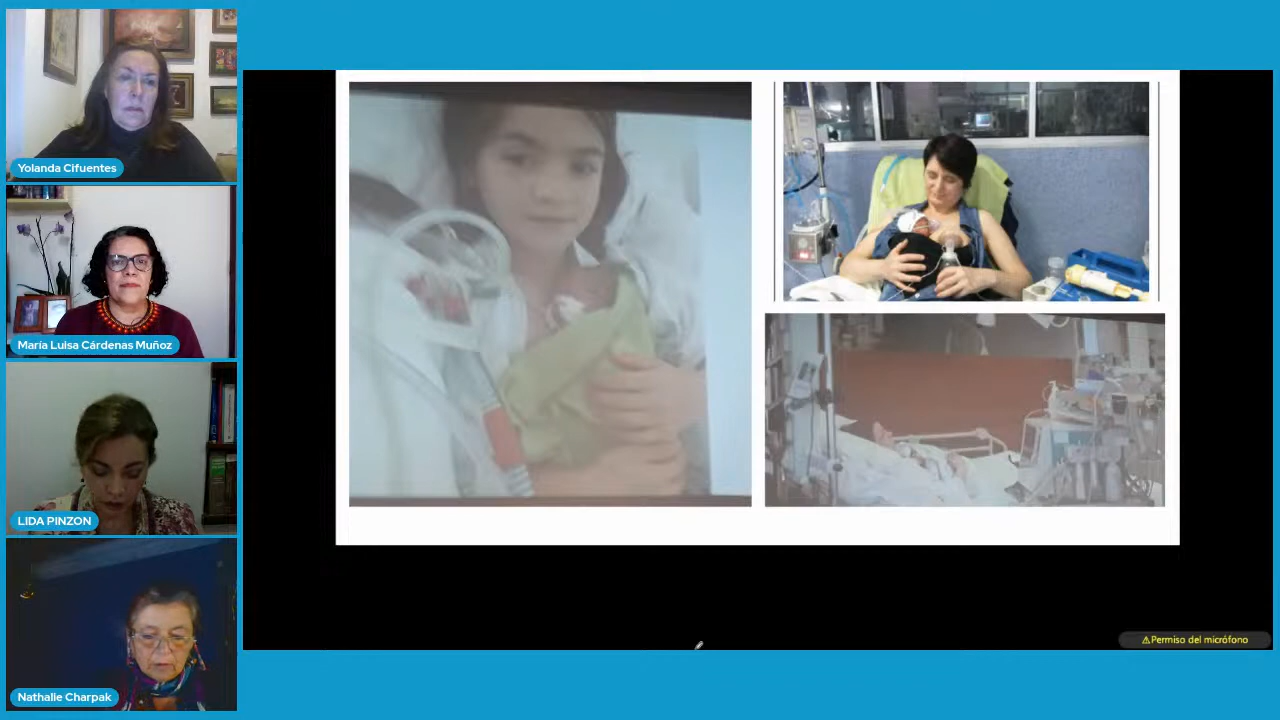 Yolanda Cifuentes
María Luisa Cárdenas Muñoz
LIDA PINZON
Nathalie Charpak
⚠Permiso del micrófono